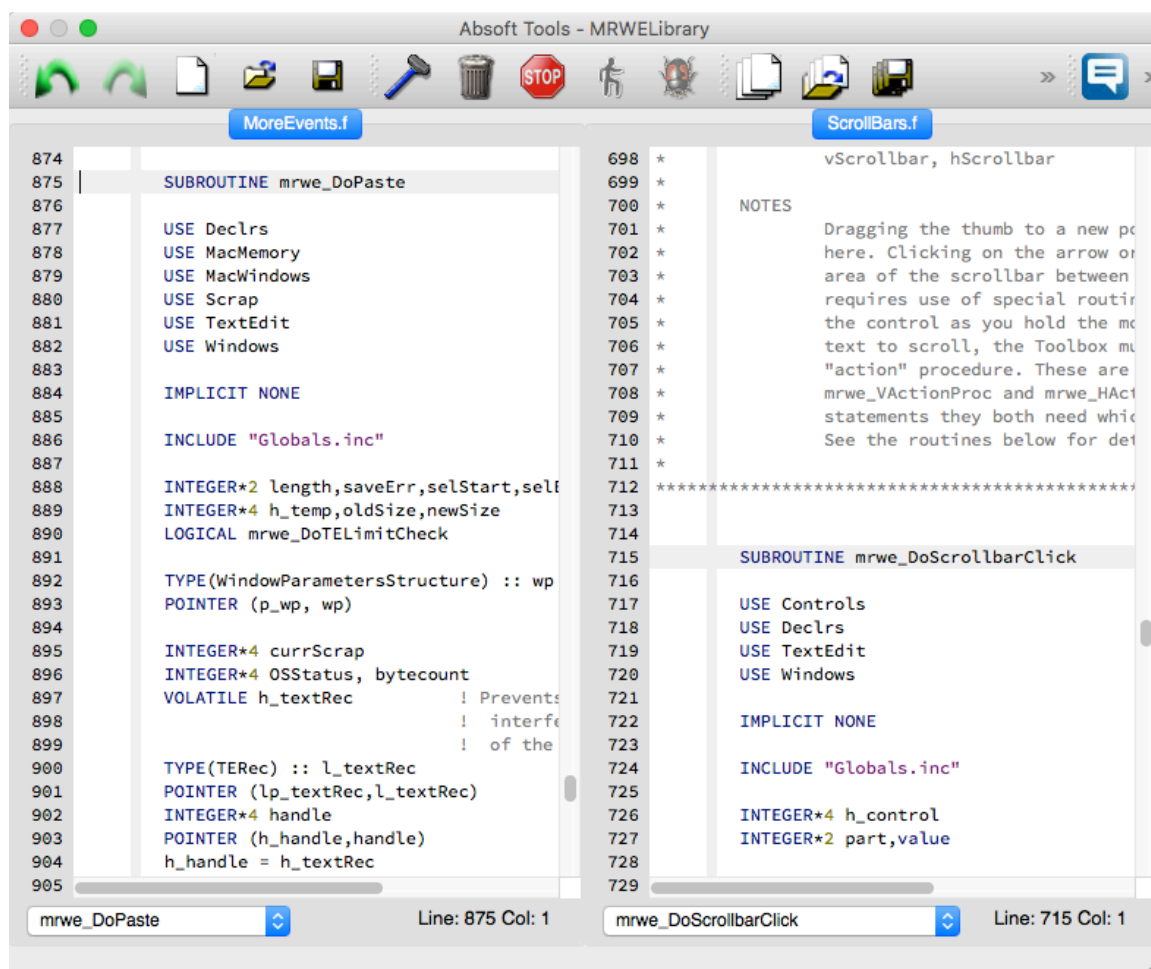 Absoft Tools - MRWELibrary
STOP
» »
MoreEvents.f
874
875 SUBROUTINE mrwe_DoPaste
876
877 USE Declrs
878 USE MacMemory
879 USE MacWindows
880 USE Scrap
881 USE TextEdit
882 USE Windows
883
884 IMPLICIT NONE
885
886 INCLUDE "Globals.inc"
887
888 INTEGER*2 length,saveErr,selStart,
889 INTEGER*4 h_temp,oldSize,newSize
890 LOGICAL mrwe_DoTELimitCheck
891
892 TYPE(WindowParametersStructure) :: wp
893 POINTER (p_wp, wp)
894
895 INTEGER*4 currScrap
896 INTEGER*4 OSStatus, bytecount
897 VOLATILE h_textRec ! Prevents
898 !
899 ! of the
900 TYPE(TERec) :: l_textRec
901 POINTER (lp_textRec,l_textRec)
902 INTEGER*4 handle
903 POINTER (h_handle,handle)
904 h_handle = h_textRec
905
mrwe_DoPaste
Line: 875 Col: 1
ScrollBars.f
698 * vScrollbar, hScrollbar
699 *
700 * NOTES
701 * Dragging the thumb to a new
702 * here. Clicking on the arrow or
703 * area of the scrollbar between
704 * requires use of special
705 * the control as you hold the
706 * text to scroll, the Toolbox
707 * "action" procedure. These are
708 * mrwe_VActionProc and
709 * statements they both need
710 * See the routines below for
711 *
712 **********************************************
713
714
715 SUBROUTINE mrwe_DoScrollbarClick
716
717 USE Controls
718 USE Declrs
719 USE TextEdit
720 USE Windows
721
722 IMPLICIT NONE
723
724 INCLUDE "Globals.inc"
725
726 INTEGER*4 h_control
727 INTEGER*2 part,value
728
729
mrwe_DoScrollbarClick
Line: 715 Col: 1